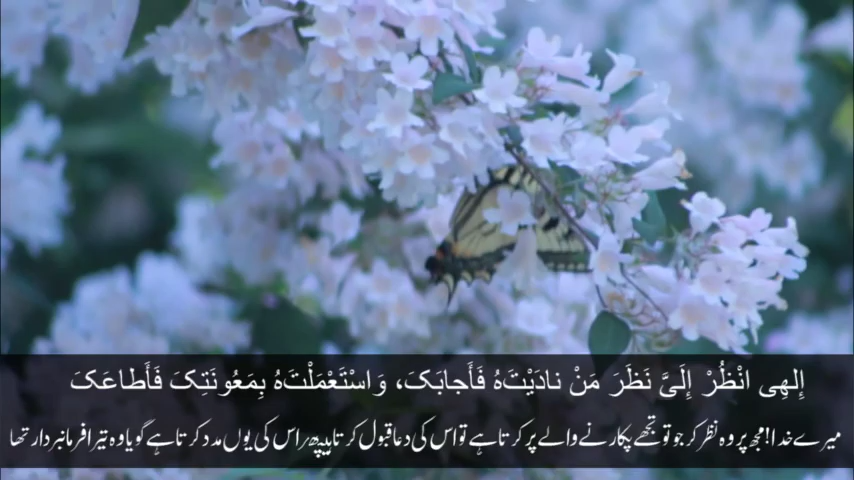 إِلهِی انْظُرْ إِلَیَّ نَظَرَ مَنْ نادَیْتَهُ فَأَجابَکَ، وَاسْتَعْمَلْتَهُ بِمَعُونَتِکَ فَأَطاعَکَ
میرے خدا! مجھ پر وہ نظر کر جو تو تجھے پکارنے والے پر کرتا ہے تو اس کی دعا قبول کرتا ہے پھر اس کی یوں مدد کرتا ہے گویا وہ تیرا فرمانبردار تھا